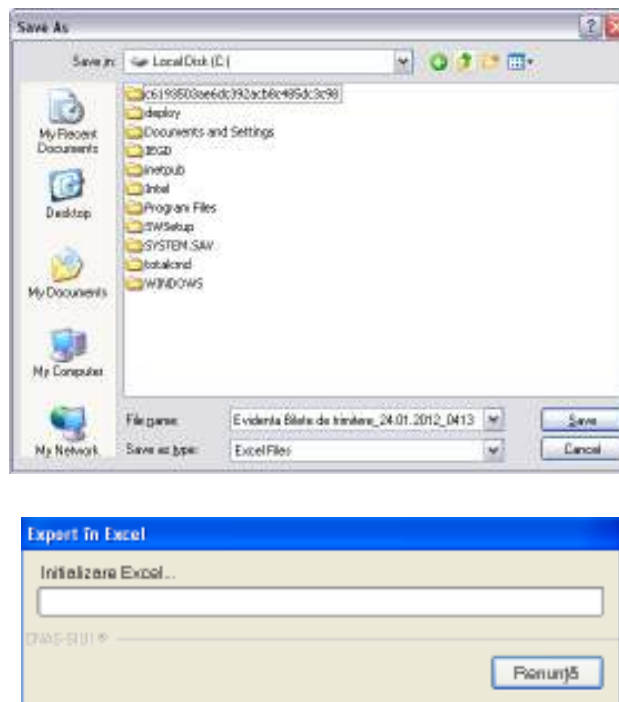 Save As
Save in:
Local Disk (C:)
c6193503ae6dc392acb8c485dc3c98
deploy
Documents and Settings
IEGD
inetpub
Intel
Program Files
SWSetup
SYSTEM.SAV
totalcmd
WINDOWS
My Recent
Documents
Desktop
My Documents
My Computer
My Network
File name:
Evidenta Bilete de trimitere_24.01.2012_0413
Save
Save as type:
Excel Files
Cancel
Export în Excel
Initializare Excel...
CNAS-SIUI ®
Renunţă